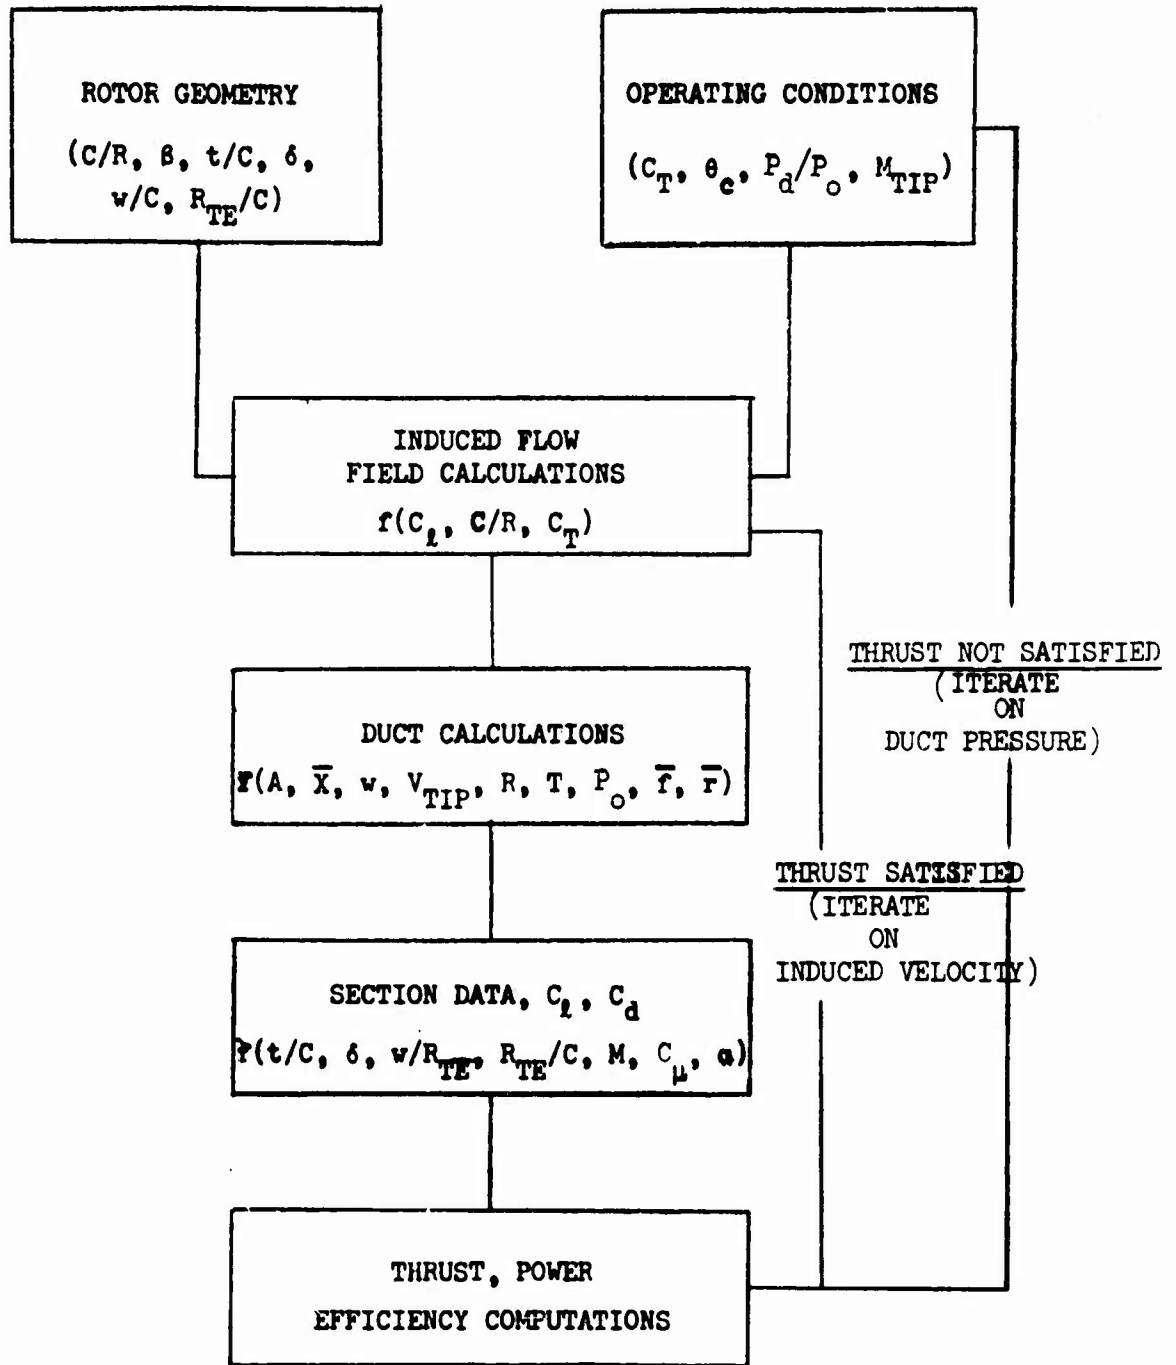 ROTOR GEOMETRY
(C/R, β, t/C, δ,
w/C, R_TE/C)
OPERATING CONDITIONS
(C_T, θ_c, P_d/P_o, M_TIP)
INDUCED FLOW
FIELD CALCULATIONS
f(C_ℓ, C/R, C_T)
DUCT CALCULATIONS
f(A, X̅, w, V_TIP, R, T, P_o, f̅, r̅)
SECTION DATA, C_ℓ, C_d
f(t/C, δ, w/R_TE, R_TE/C, M, C_μ, α)
THRUST, POWER
EFFICIENCY COMPUTATIONS
THRUST NOT SATISFIED
(ITERATE
ON
DUCT PRESSURE)
THRUST SATISFIED
(ITERATE
ON
INDUCED VELOCITY)